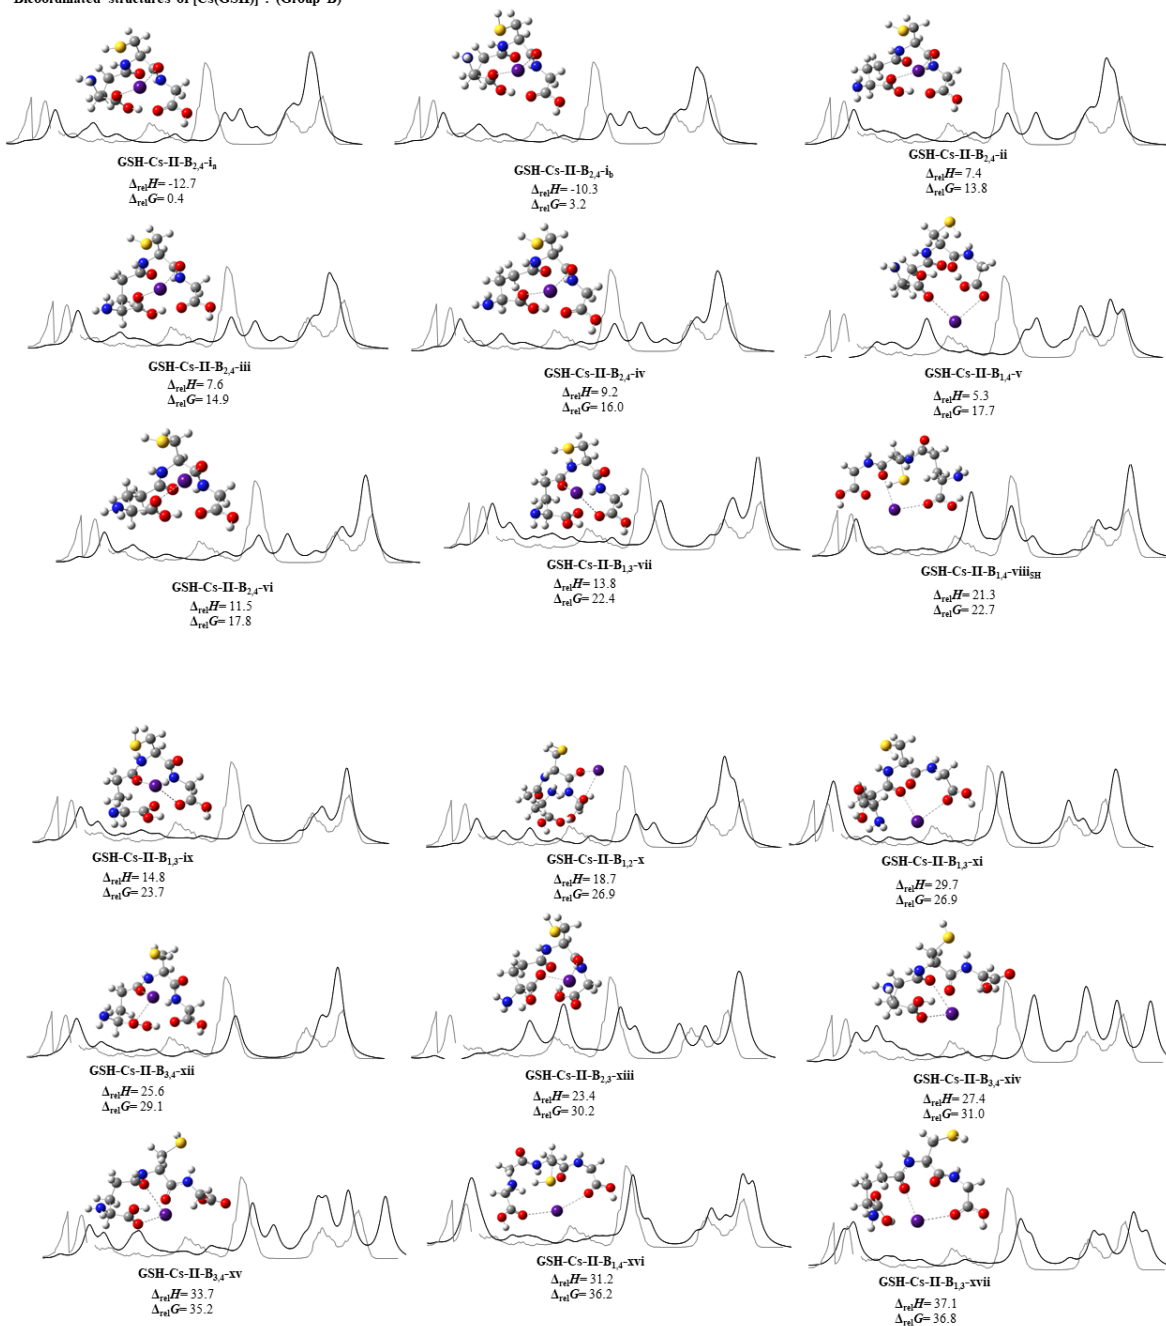 Bicoordinated structures of [Cs(GSH)]⁺: (Group B)
GSH-Cs-II-B₂,₄-iₐ
ΔrelH= -12.7
ΔrelG= 0.4
GSH-Cs-II-B₂,₄-i_b
ΔrelH= -10.3
ΔrelG= 3.2
GSH-Cs-II-B₂,₄-ii
ΔrelH= 7.4
ΔrelG= 13.8
GSH-Cs-II-B₂,₄-iii
ΔrelH= 7.6
ΔrelG= 14.9
GSH-Cs-II-B₂,₄-iv
ΔrelH= 9.2
ΔrelG= 16.0
GSH-Cs-II-B₁,₄-v
ΔrelH= 5.3
ΔrelG= 17.7
GSH-Cs-II-B₂,₄-vi
ΔrelH= 11.5
ΔrelG= 17.8
GSH-Cs-II-B₁,₃-vii
ΔrelH= 13.8
ΔrelG= 22.4
GSH-Cs-II-B₁,₄-viiiSH
ΔrelH= 21.3
ΔrelG= 22.7
GSH-Cs-II-B₁,₃-ix
ΔrelH= 14.8
ΔrelG= 23.7
GSH-Cs-II-B₁,₂-x
ΔrelH= 18.7
ΔrelG= 26.9
GSH-Cs-II-B₁,₃-xi
ΔrelH= 29.7
ΔrelG= 26.9
GSH-Cs-II-B₃,₄-xii
ΔrelH= 25.6
ΔrelG= 29.1
GSH-Cs-II-B₂,₃-xiii
ΔrelH= 23.4
ΔrelG= 30.2
GSH-Cs-II-B₃,₄-xiv
ΔrelH= 27.4
ΔrelG= 31.0
GSH-Cs-II-B₃,₄-xv
ΔrelH= 33.7
ΔrelG= 35.2
GSH-Cs-II-B₁,₄-xvi
ΔrelH= 31.2
ΔrelG= 36.2
GSH-Cs-II-B₁,₃-xvii
ΔrelH= 37.1
ΔrelG= 36.8